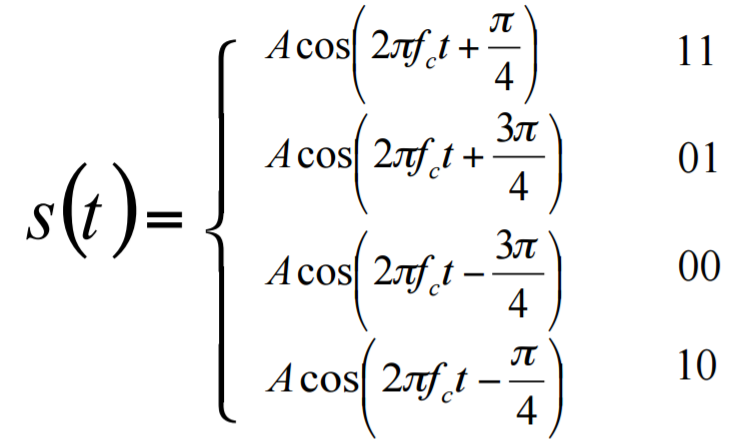 A cos(2πf_c t + π/4) 11
A cos(2πf_c t + 3π/4) 01
s(t) = {
A cos(2πf_c t - 3π/4) 00
A cos(2πf_c t - π/4) 10